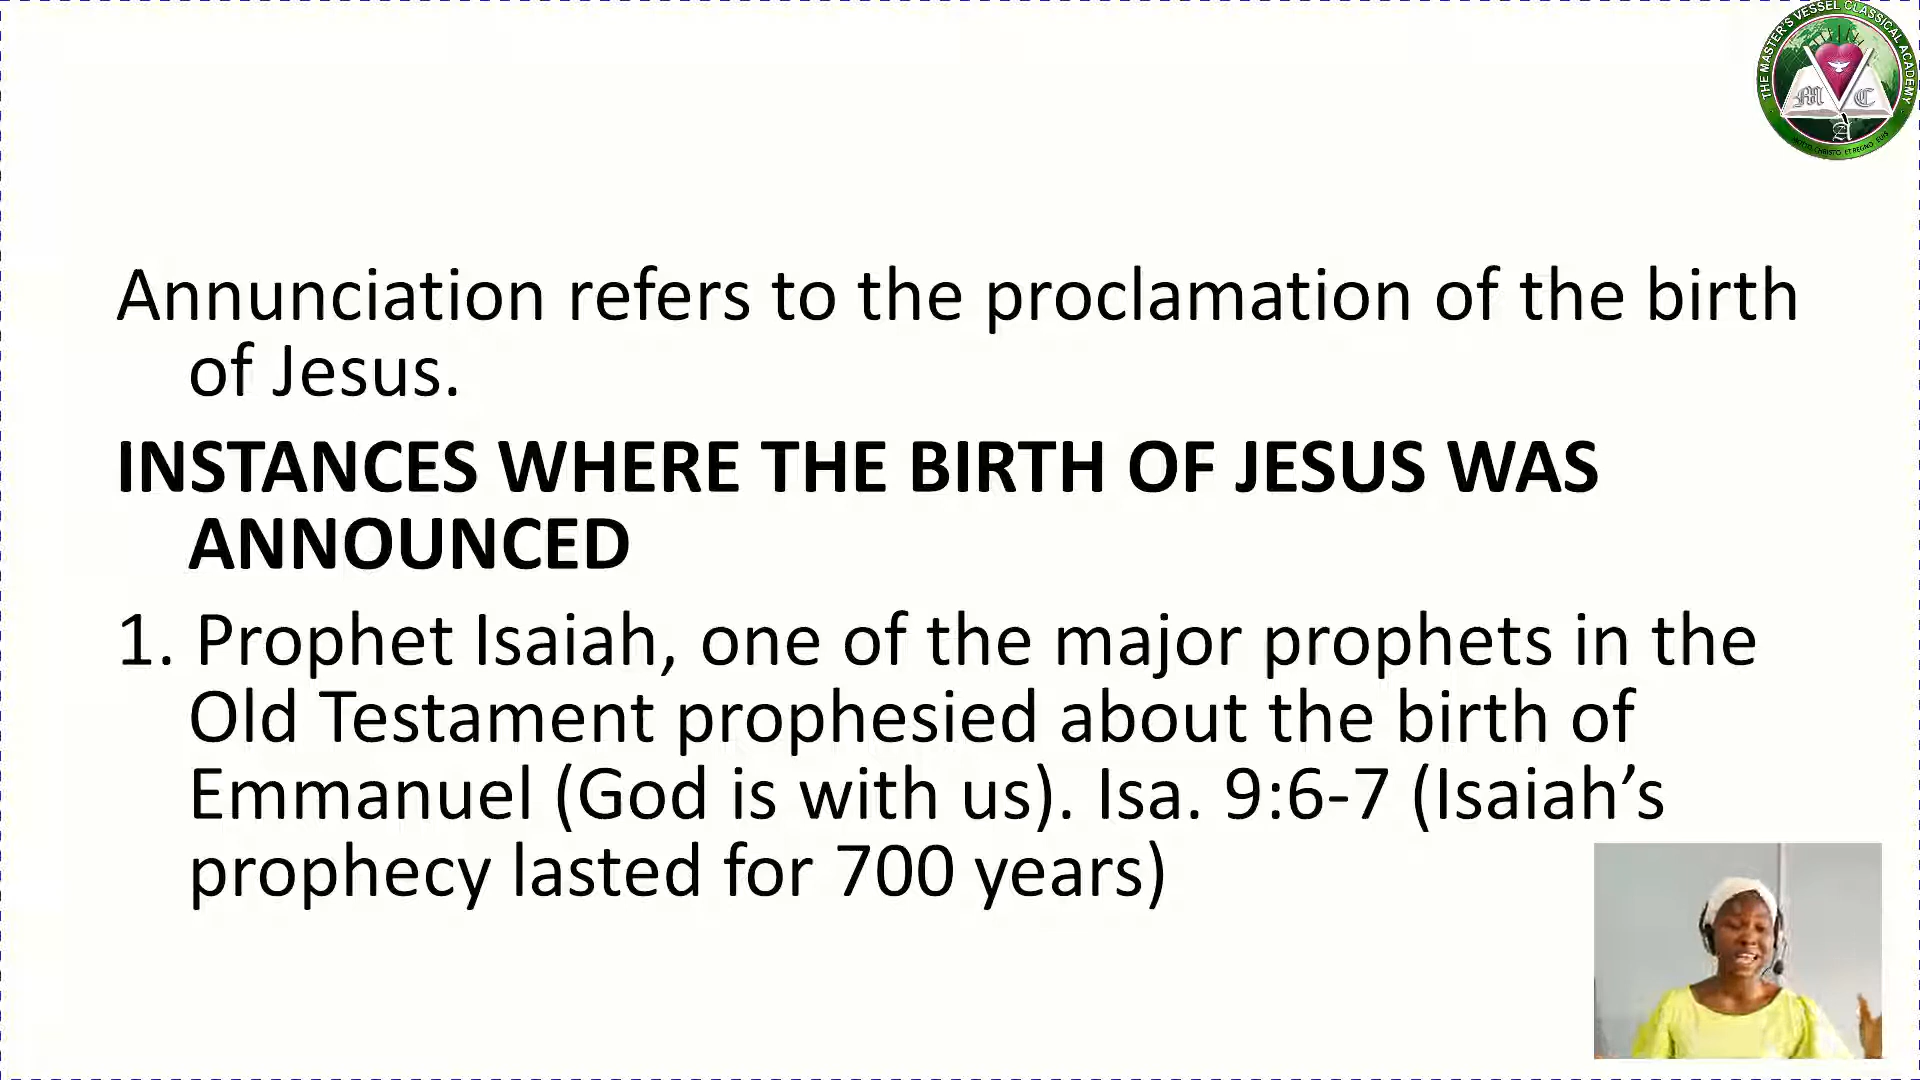 THE MASTER'S VESSEL CLASSICAL ACADEMY
M C
A
Annunciation refers to the proclamation of the birth
of Jesus.
INSTANCES WHERE THE BIRTH OF JESUS WAS
ANNOUNCED
1. Prophet Isaiah, one of the major prophets in the
Old Testament prophesied about the birth of
Emmanuel (God is with us). Isa. 9:6-7 (Isaiah’s
prophecy lasted for 700 years)